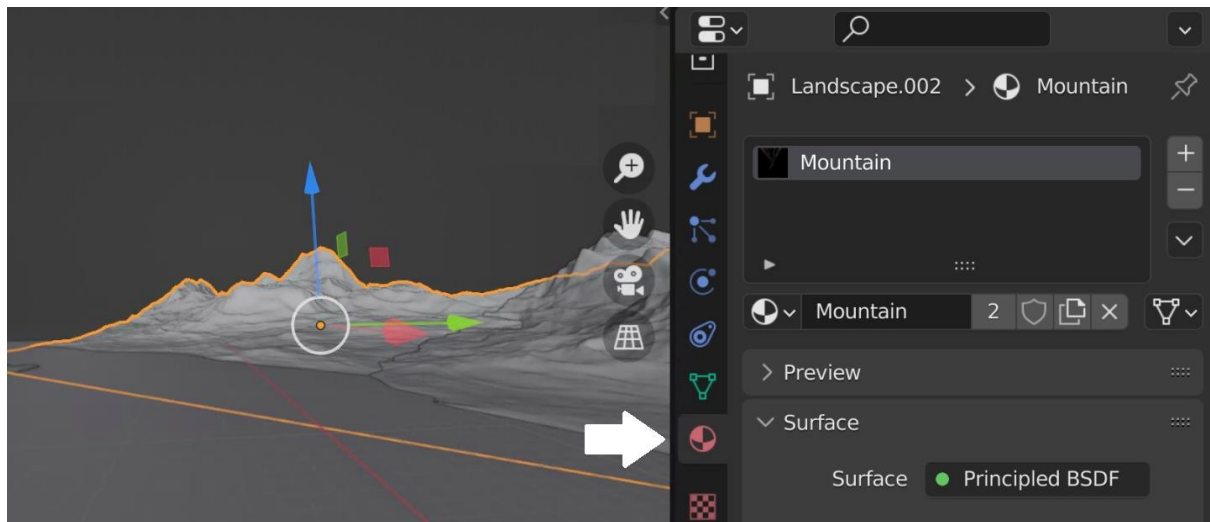 Landscape.002 > Mountain
Mountain
Mountain 2
Preview
Surface
Surface Principled BSDF